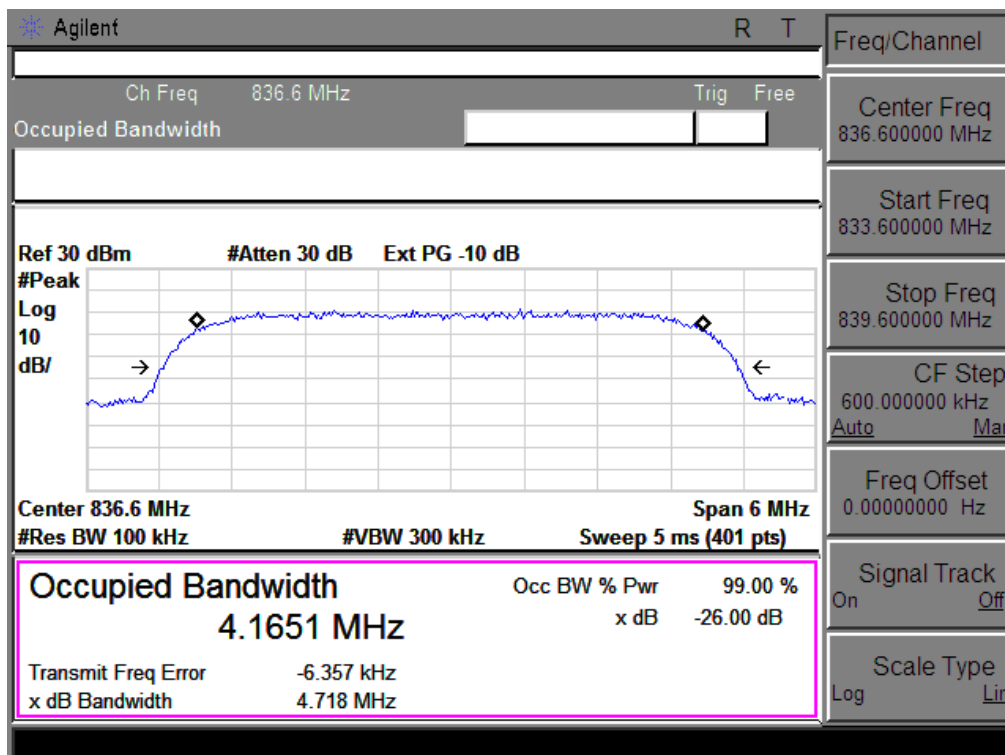 Agilent R T
Ch Freq 836.6 MHz Trig Free
Occupied Bandwidth
Ref 30 dBm #Atten 30 dB Ext PG -10 dB
#Peak
Log
10
dB/
Center 836.6 MHz Span 6 MHz
#Res BW 100 kHz #VBW 300 kHz Sweep 5 ms (401 pts)
Occupied Bandwidth
4.1651 MHz
Occ BW % Pwr 99.00 %
x dB -26.00 dB
Transmit Freq Error -6.357 kHz
x dB Bandwidth 4.718 MHz
Freq/Channel
Center Freq
836.600000 MHz
Start Freq
833.600000 MHz
Stop Freq
839.600000 MHz
CF Step
600.000000 kHz
Auto Mar
Freq Offset
0.00000000 Hz
Signal Track
On Off
Scale Type
Log Lin